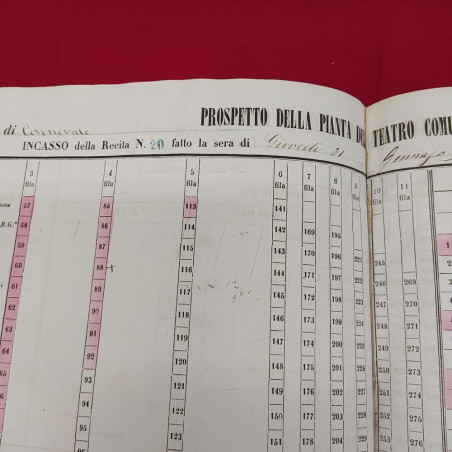 PROSPETTO DELLA PIANTA TEATRO COMU
di Carnevale
INCASSO della Recita N. 20 fatto la sera di Giovedì 21 Gennajo
3 4 5 6 7 8 9 10 11
fila fila fila fila fila fila fila fila fila
57 85 113 141
58 86 114 142 169 195
59 87 115 143 170 196 245
60 88 116 144 171 197 246 269
61 89 117 145 172 198 247 270
62 90 118 146 173 199 248 271
63 91 119 147 174 200 249 272
64 92 120 148 175 201 250 273
65 93 121 149 176 202 251 274
66 94 122 150 177 203 252 275
95 123 151 178 204 253 276